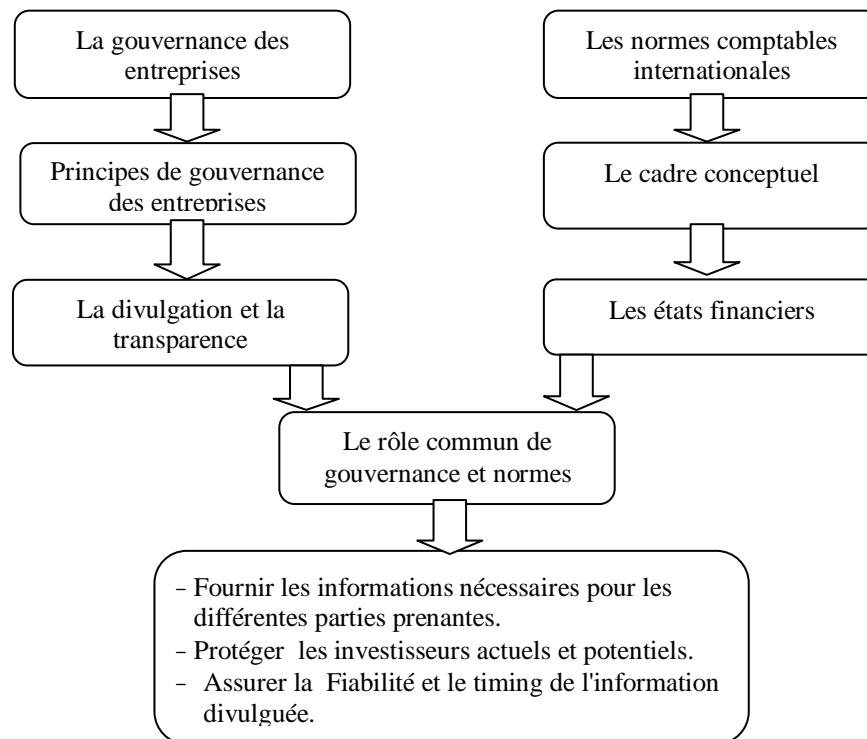 La gouvernance des
entreprises
Les normes comptables
internationales
Principes de gouvernance
des entreprises
Le cadre conceptuel
La divulgation et la
transparence
Les états financiers
Le rôle commun de
gouvernance et normes
- Fournir les informations nécessaires pour les
différentes parties prenantes.
- Protéger les investisseurs actuels et potentiels.
- Assurer la Fiabilité et le timing de l'information
divulguée.